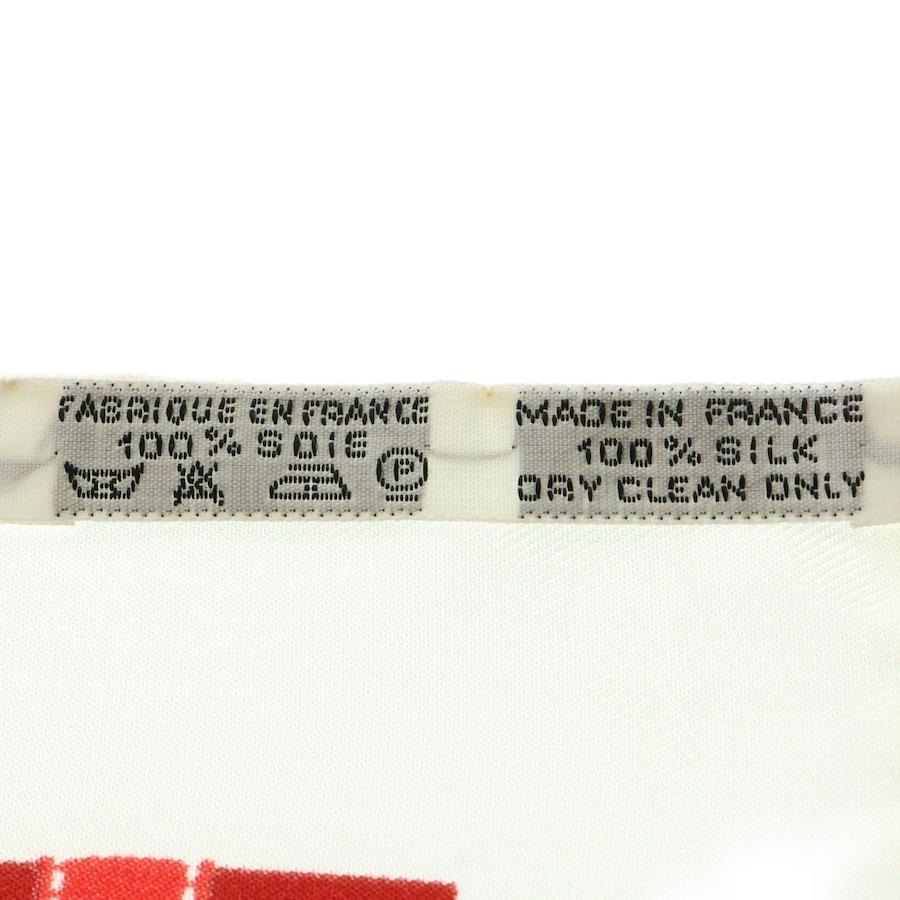 FABRIQUE EN FRANCE
100% SOIE
P
MADE IN FRANCE
100% SILK
DRY CLEAN ONLY